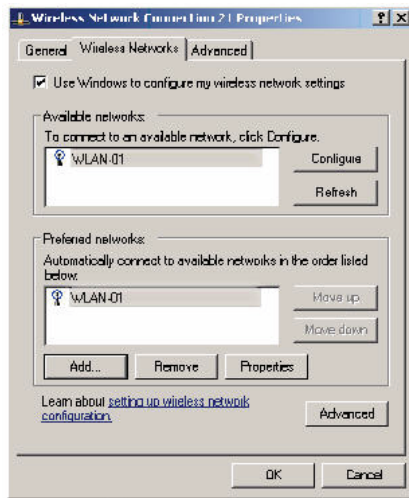 Wireless Network Connection 21 Properties
General Wireless Networks Advanced
Use Windows to configure my wireless network settings
Available networks:
To connect to an available network, click Configure.
WLAN-01
Configure
Refresh
Preferred networks:
Automatically connect to available networks in the order listed
below:
WLAN-01
Move up
Move down
Add... Remove Properties
Learn about setting up wireless network
configuration.
Advanced
OK Cancel